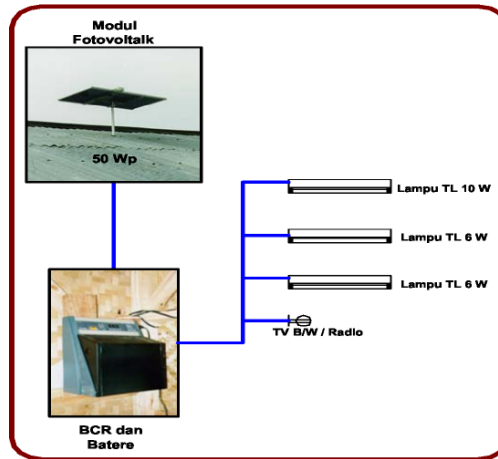 Modul
Fotovoltaik
50 Wp
Lampu TL 10 W
Lampu TL 6 W
Lampu TL 6 W
TV B/W / Radio
BCR dan
Batere